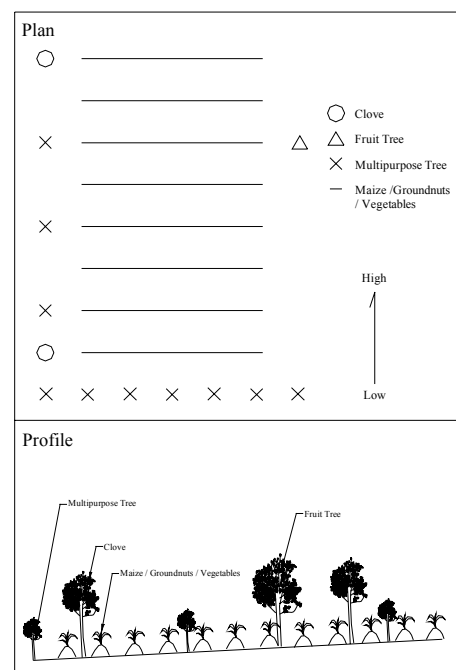 Plan
Clove
Fruit Tree
Multipurpose Tree
Maize /Groundnuts
/ Vegetables
High
Low
Profile
Multipurpose Tree
Fruit Tree
Clove
Maize / Groundnuts / Vegetables